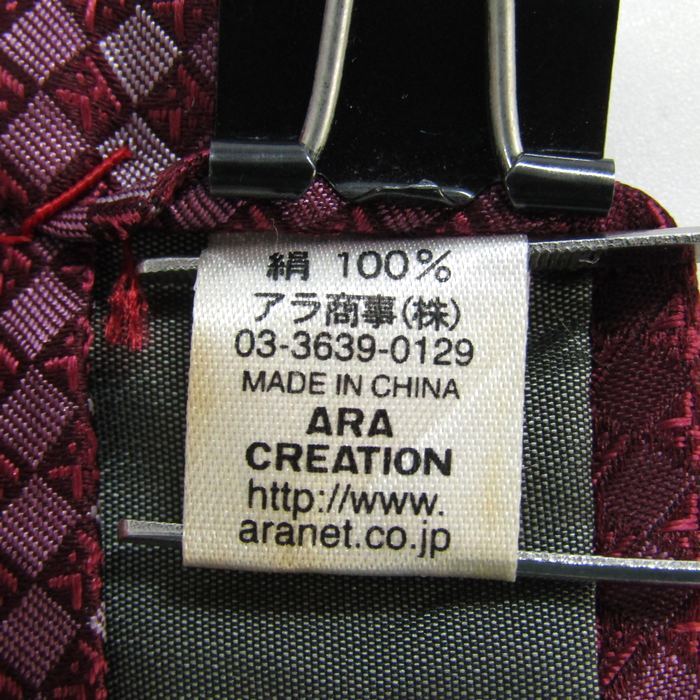 絹 100%
アラ商事(株)
03-3639-0129
MADE IN CHINA
ARA
CREATION
http://www.
aranet.co.jp